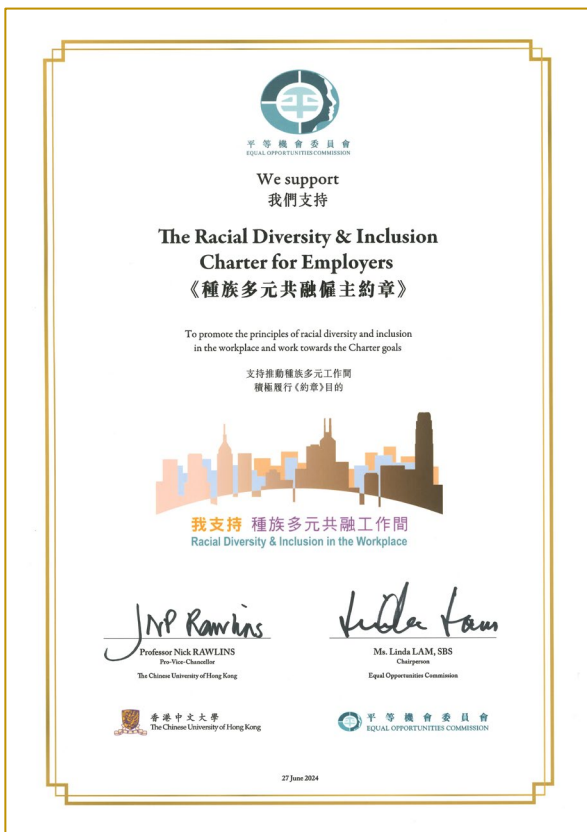 平等機會委員會
EQUAL OPPORTUNITIES COMMISSION
We support
我們支持
The Racial Diversity & Inclusion
Charter for Employers
《種族多元共融僱主約章》
To promote the principles of racial diversity and inclusion
in the workplace and work towards the Charter goals
支持推動種族多元工作間
積極履行《約章》目的
我支持 種族多元共融工作間
Racial Diversity & Inclusion in the Workplace
JNP Rawlins
Linda Lam
Professor Nick RAWLINS
Pro-Vice-Chancellor
The Chinese University of Hong Kong
Ms. Linda LAM, SBS
Chairperson
Equal Opportunities Commission
香港中文大學
The Chinese University of Hong Kong
平等機會委員會
EQUAL OPPORTUNITIES COMMISSION
27 June 2024